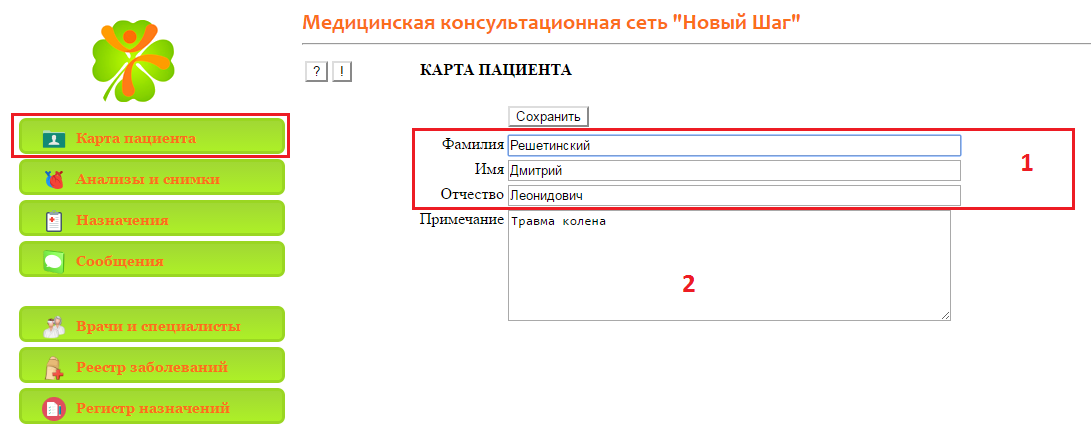 Медицинская консультационная сеть "Новый Шаг"
? !
КАРТА ПАЦИЕНТА
Сохранить
Карта пациента
Анализы и снимки
Назначения
Сообщения
Врачи и специалисты
Реестр заболеваний
Регистр назначений
Фамилия Решетинский
Имя Дмитрий
Отчество Леонидович
1
Примечание Травма колена
2